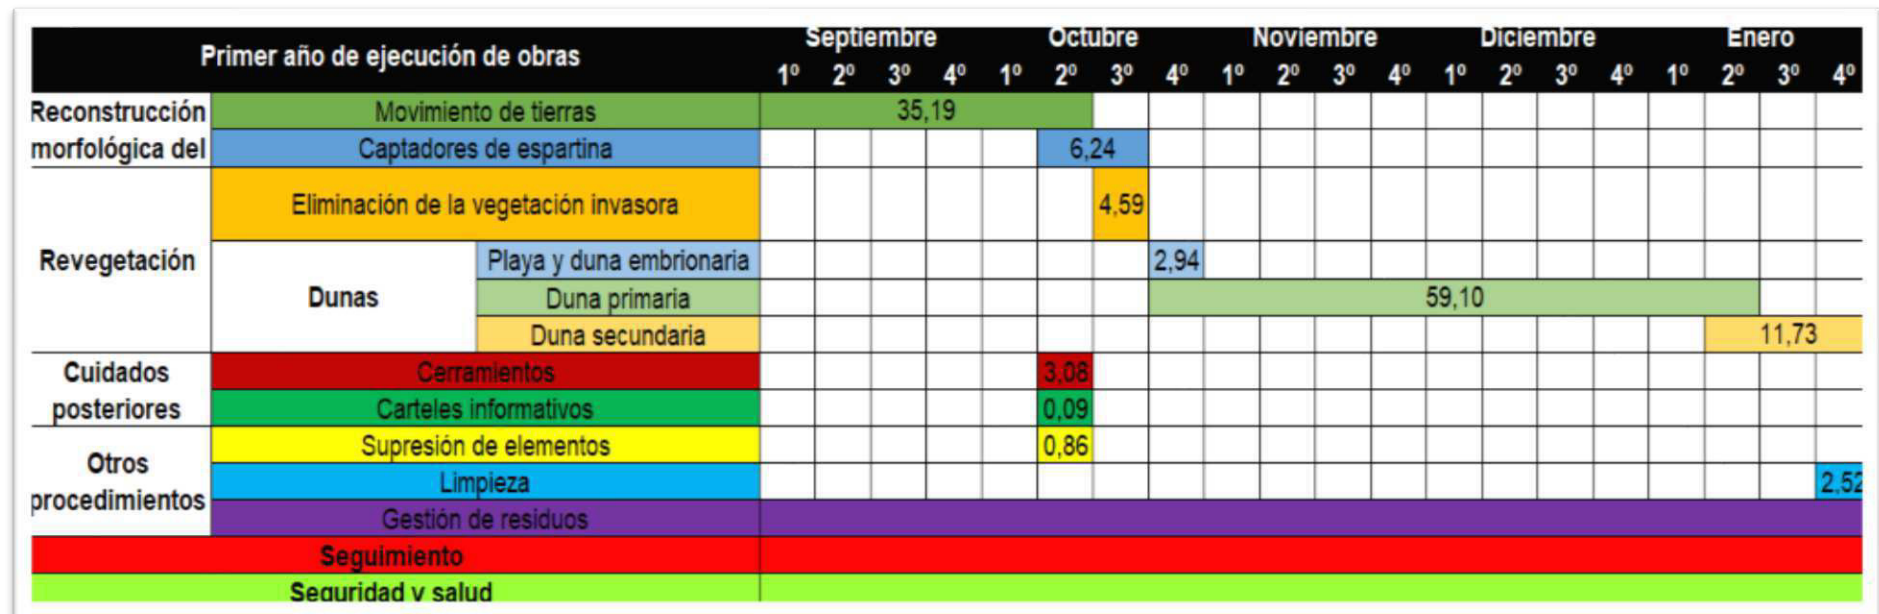 Primer año de ejecución de obras
Septiembre Octubre Noviembre Diciembre Enero
1º 2º 3º 4º 1º 2º 3º 4º 1º 2º 3º 4º 1º 2º 3º 4º 1º 2º 3º 4º
Reconstrucción
morfológica del
Movimiento de tierras 35,19
Captadores de espartina 6,24
Revegetación
Eliminación de la vegetación invasora 4,59
Dunas
Playa y duna embrionaria 2,94
Duna primaria 59,10
Duna secundaria 11,73
Cuidados
posteriores
Cerramientos 3,08
Carteles informativos 0,09
Otros
procedimientos
Supresión de elementos 0,86
Limpieza 2,52
Gestión de residuos
Seguimiento
Seguridad y salud